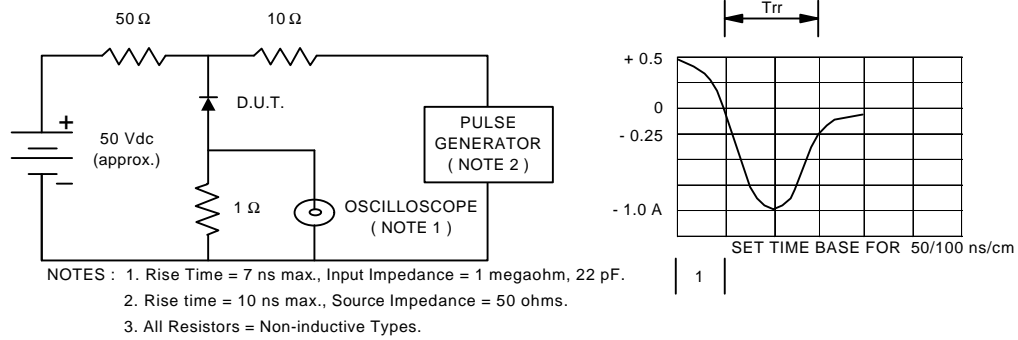 50 Ω
10 Ω
Trr
+
50 Vdc
(approx.)
−
D.U.T.
1 Ω
OSCILLOSCOPE
( NOTE 1 )
PULSE
GENERATOR
( NOTE 2 )
+ 0.5
0
- 0.25
- 1.0 A
SET TIME BASE FOR 50/100 ns/cm
1
NOTES : 1. Rise Time = 7 ns max., Input Impedance = 1 megaohm, 22 pF.
2. Rise time = 10 ns max., Source Impedance = 50 ohms.
3. All Resistors = Non-inductive Types.